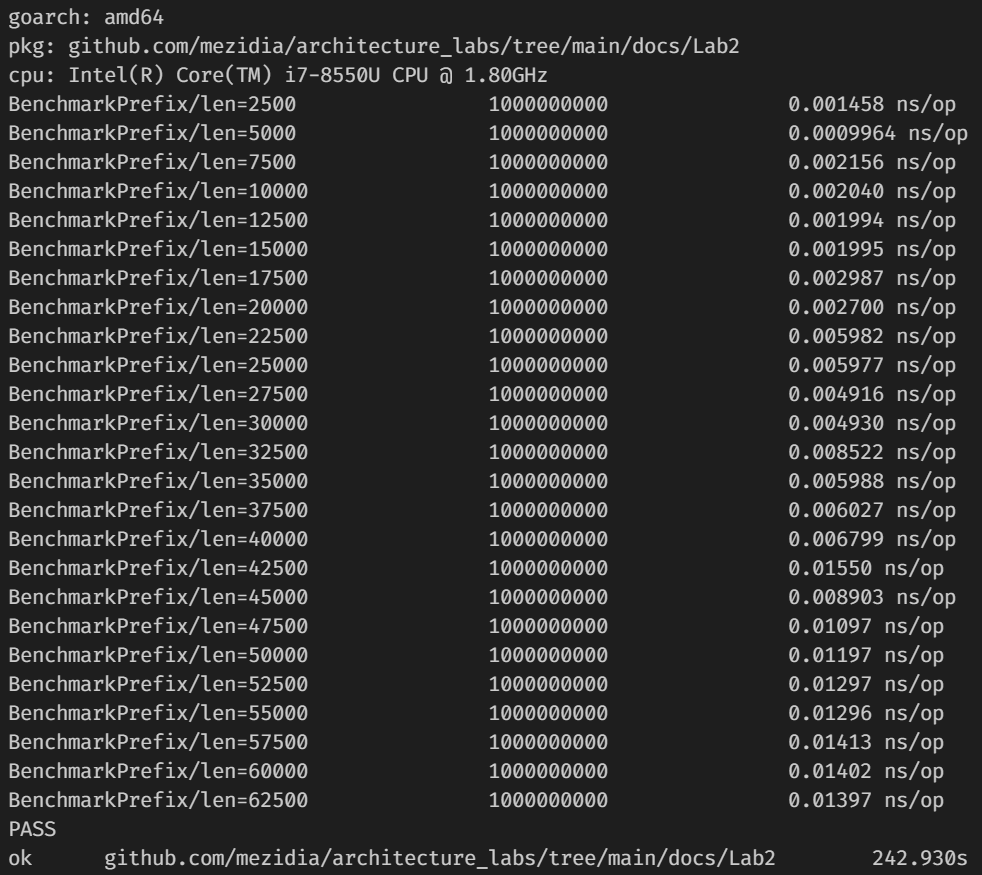 goarch: amd64
pkg: github.com/mezidia/architecture_labs/tree/main/docs/Lab2
cpu: Intel(R) Core(TM) i7-8550U CPU @ 1.80GHz
BenchmarkPrefix/len=2500 1000000000 0.001458 ns/op
BenchmarkPrefix/len=5000 1000000000 0.0009964 ns/op
BenchmarkPrefix/len=7500 1000000000 0.002156 ns/op
BenchmarkPrefix/len=10000 1000000000 0.002040 ns/op
BenchmarkPrefix/len=12500 1000000000 0.001994 ns/op
BenchmarkPrefix/len=15000 1000000000 0.001995 ns/op
BenchmarkPrefix/len=17500 1000000000 0.002987 ns/op
BenchmarkPrefix/len=20000 1000000000 0.002700 ns/op
BenchmarkPrefix/len=22500 1000000000 0.005982 ns/op
BenchmarkPrefix/len=25000 1000000000 0.005977 ns/op
BenchmarkPrefix/len=27500 1000000000 0.004916 ns/op
BenchmarkPrefix/len=30000 1000000000 0.004930 ns/op
BenchmarkPrefix/len=32500 1000000000 0.008522 ns/op
BenchmarkPrefix/len=35000 1000000000 0.005988 ns/op
BenchmarkPrefix/len=37500 1000000000 0.006027 ns/op
BenchmarkPrefix/len=40000 1000000000 0.006799 ns/op
BenchmarkPrefix/len=42500 1000000000 0.01550 ns/op
BenchmarkPrefix/len=45000 1000000000 0.008903 ns/op
BenchmarkPrefix/len=47500 1000000000 0.01097 ns/op
BenchmarkPrefix/len=50000 1000000000 0.01197 ns/op
BenchmarkPrefix/len=52500 1000000000 0.01297 ns/op
BenchmarkPrefix/len=55000 1000000000 0.01296 ns/op
BenchmarkPrefix/len=57500 1000000000 0.01413 ns/op
BenchmarkPrefix/len=60000 1000000000 0.01402 ns/op
BenchmarkPrefix/len=62500 1000000000 0.01397 ns/op
PASS
ok github.com/mezidia/architecture_labs/tree/main/docs/Lab2 242.930s